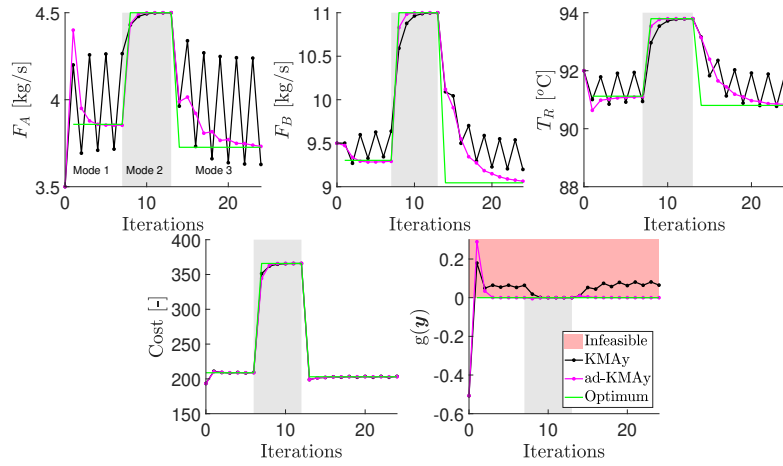 F_A [kg/s]
4.5
4
3.5
Mode 1
Mode 2
Mode 3
0
10
20
Iterations
F_B [kg/s]
11
10.5
10
9.5
9
0
10
20
Iterations
T_R [°C]
94
92
90
88
0
10
20
Iterations
Cost [-]
400
350
300
250
200
150
0
10
20
Iterations
g(y)
0.2
0
-0.2
-0.4
-0.6
0
10
20
Iterations
Infeasible
KMAy
ad-KMAy
Optimum